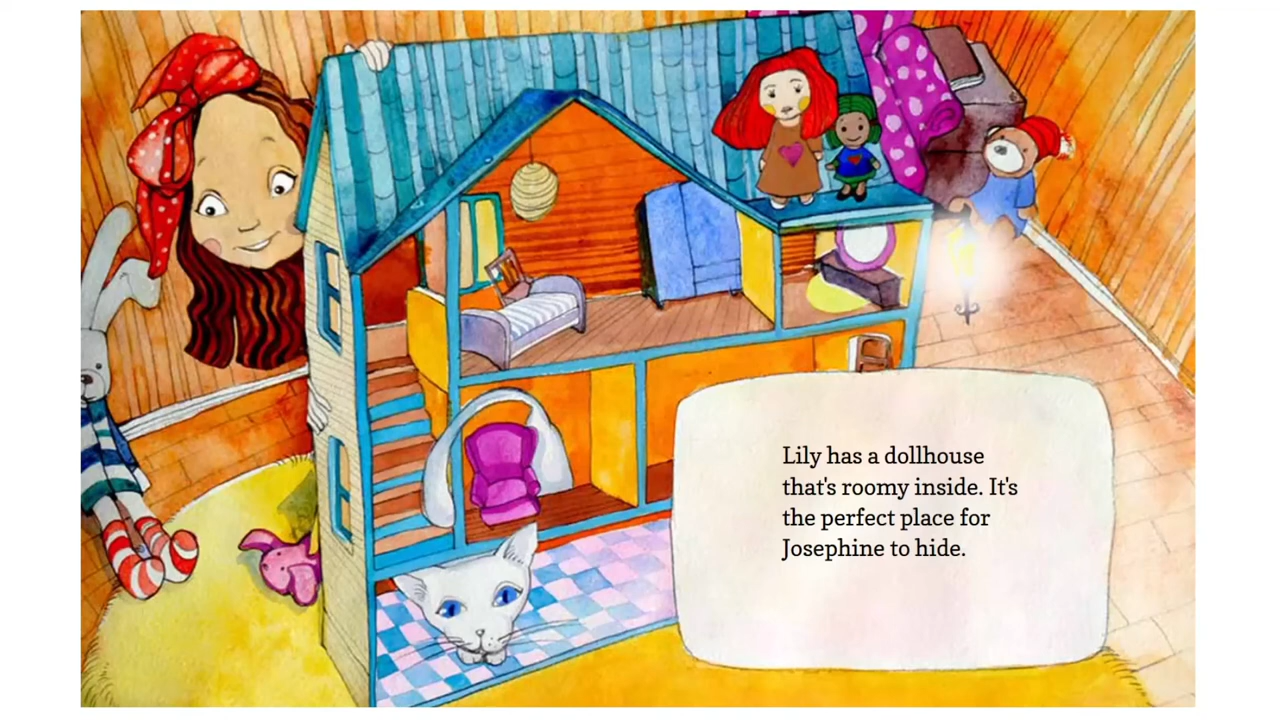 Lily has a dollhouse
that's roomy inside. It's
the perfect place for
Josephine to hide.